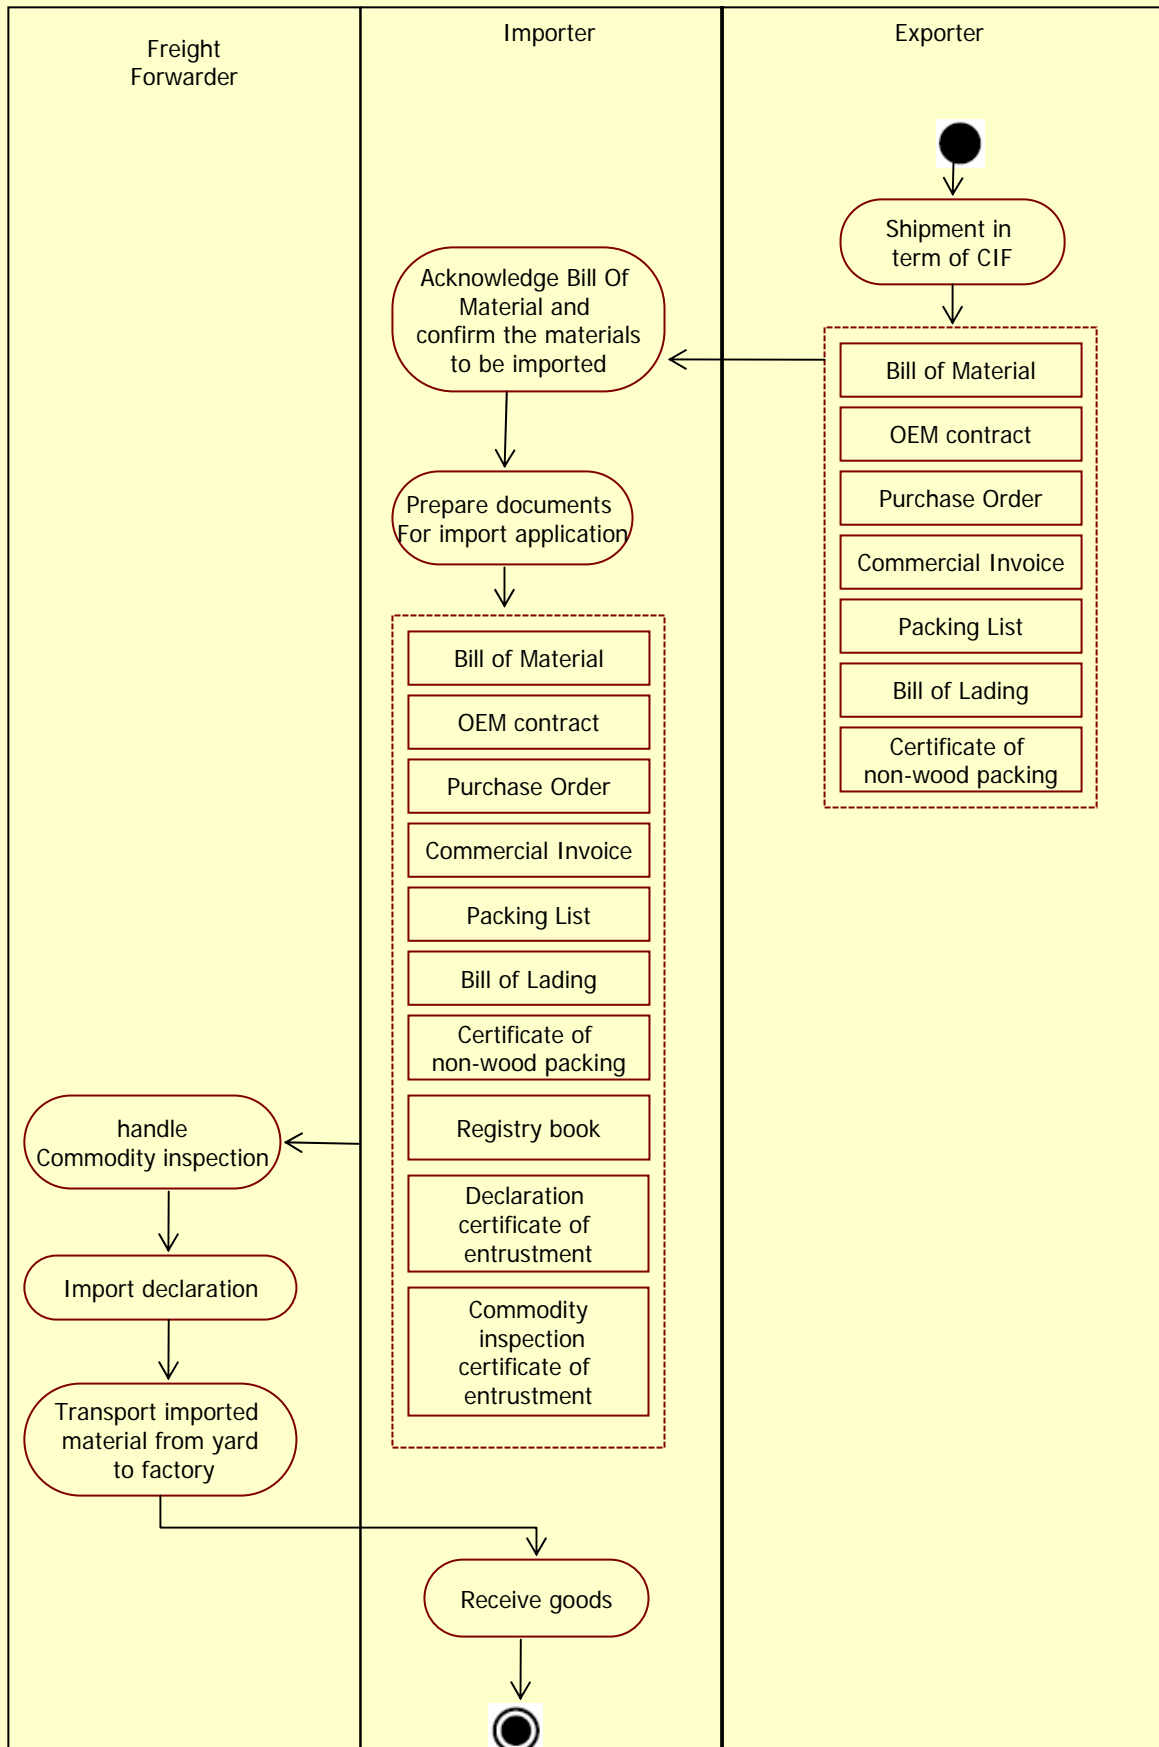 Freight
Forwarder
Importer
Exporter
Shipment in
term of CIF
Bill of Material
OEM contract
Purchase Order
Commercial Invoice
Packing List
Bill of Lading
Certificate of
non-wood packing
Acknowledge Bill Of
Material and
confirm the materials
to be imported
Prepare documents
For import application
Bill of Material
OEM contract
Purchase Order
Commercial Invoice
Packing List
Bill of Lading
Certificate of
non-wood packing
Registry book
Declaration
certificate of
entrustment
Commodity
inspection
certificate of
entrustment
handle
Commodity inspection
Import declaration
Transport imported
material from yard
to factory
Receive goods